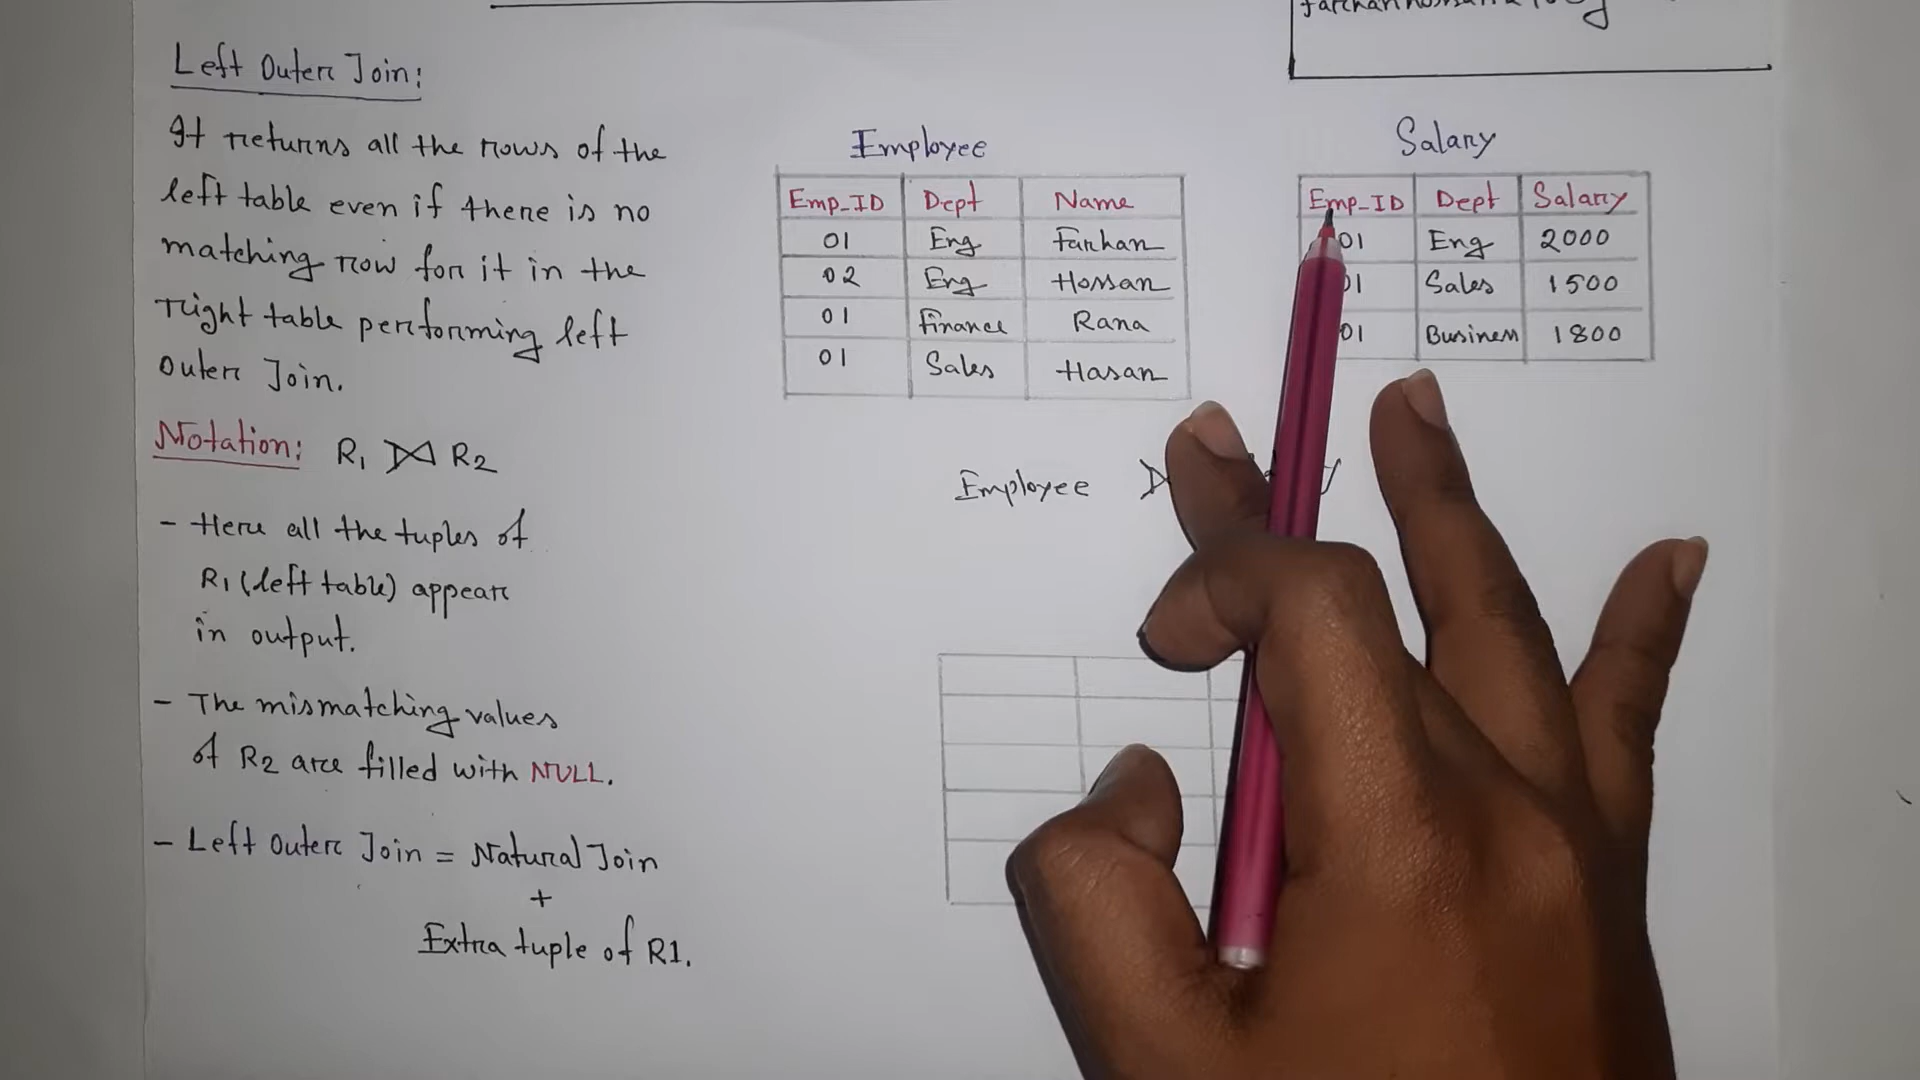 Left Outer Join:
It returns all the rows of the
left table even if there is no
matching row for it in the
right table performing left
outer Join.
Notation: R1 ⟕ R2
- Here all the tuples of
R1 (left table) appear
in output.
- The mismatching values
of R2 are filled with NULL.
- Left Outer Join = Natural Join
+
Extra tuple of R1.
Employee
Emp_ID Dept Name
01 Eng Farhan
02 Eng Hossan
01 Finance Rana
01 Sales Hasan
Salary
Emp_ID Dept Salary
01 Eng 2000
01 Sales 1500
01 Business 1800
Employee